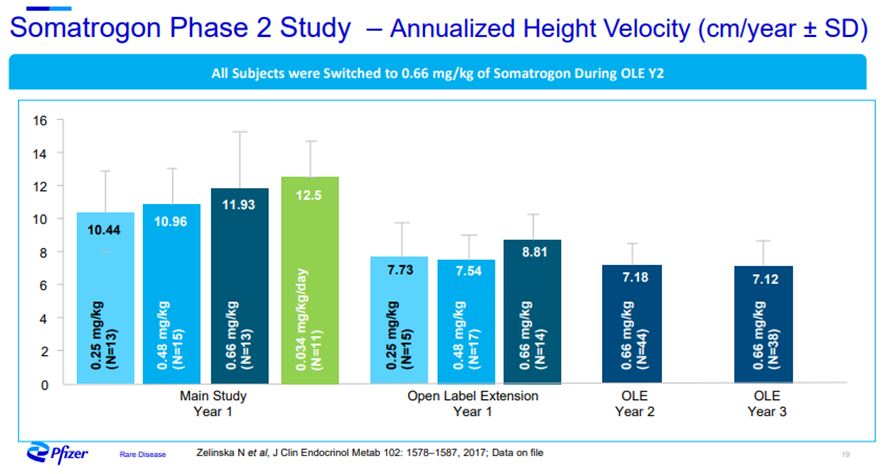 Somatrogon Phase 2 Study – Annualized Height Velocity (cm/year ± SD)
All Subjects were Switched to 0.66 mg/kg of Somatrogon During OLE Y2
16
14
12
10
8
6
4
2
0
10.44
0.25 mg/kg
(N=13)
10.96
0.48 mg/kg
(N=15)
11.93
0.66 mg/kg
(N=13)
12.5
0.034 mg/kg/day
(N=11)
Main Study
Year 1
7.73
0.25 mg/kg
(N=15)
7.54
0.48 mg/kg
(N=17)
8.81
0.66 mg/kg
(N=14)
Open Label Extension
Year 1
7.18
0.66 mg/kg
(N=44)
OLE
Year 2
7.12
0.66 mg/kg
(N=38)
OLE
Year 3
Pfizer
Rare Disease
Zelinska N et al, J Clin Endocrinol Metab 102: 1578–1587, 2017; Data on file
19